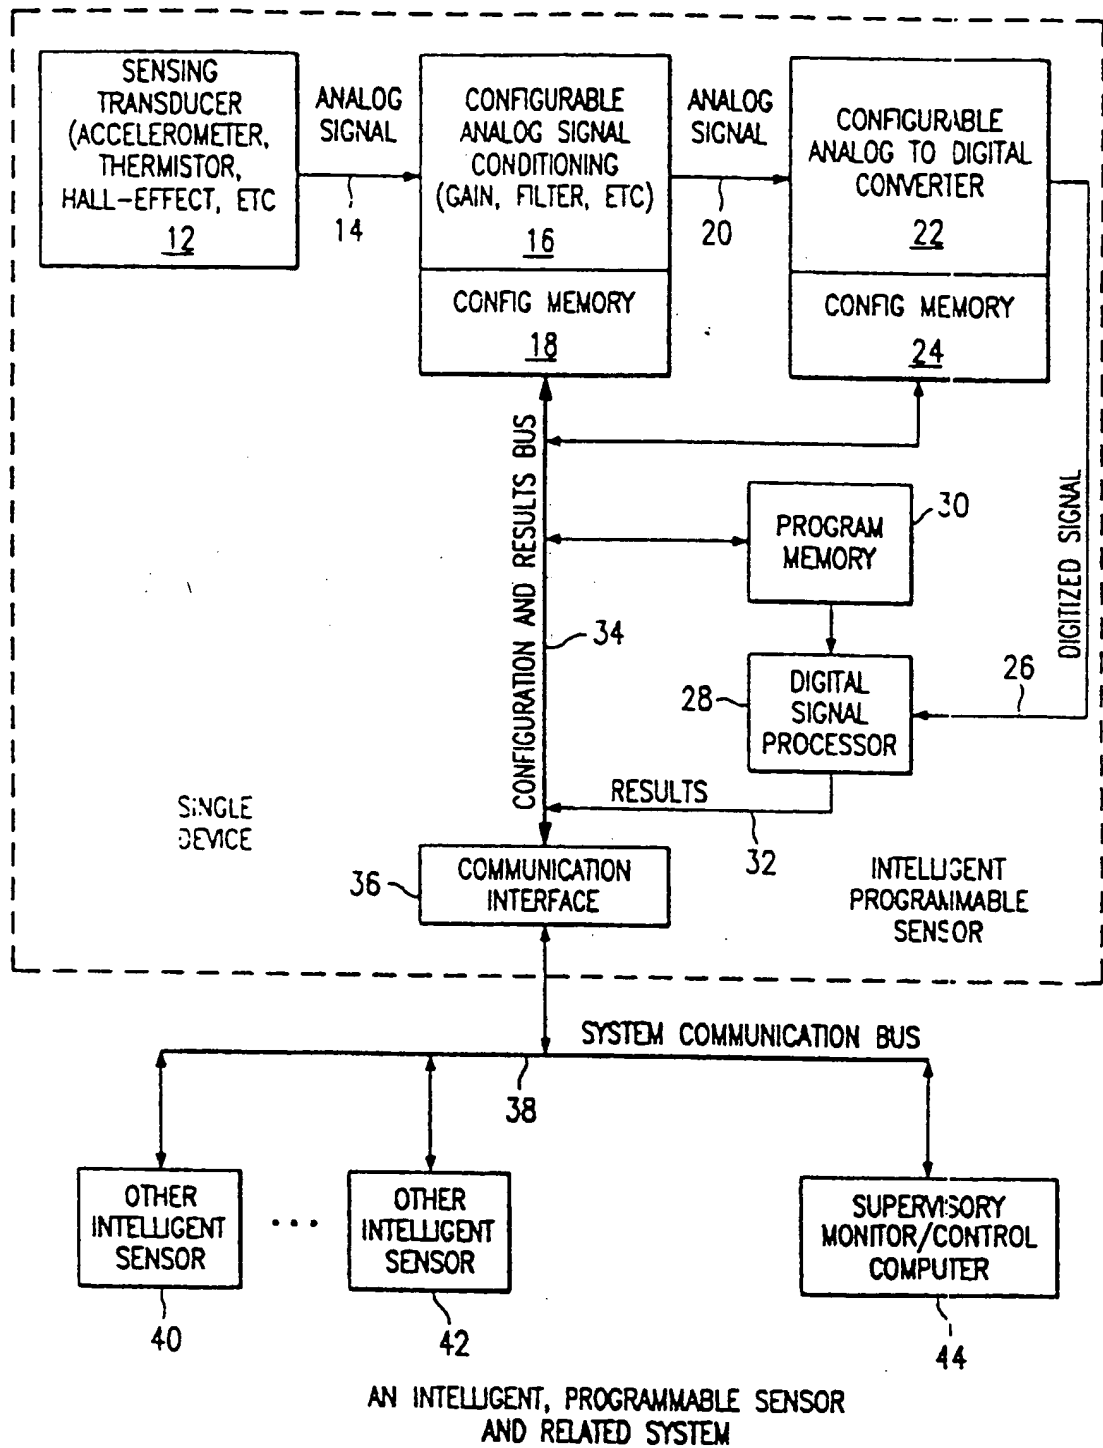 SENSING
TRANSDUCER
(ACCELEROMETER,
THERMISTOR,
HALL-EFFECT, ETC
12
ANALOG
SIGNAL
14
CONFIGURABLE
ANALOG SIGNAL
CONDITIONING
(GAIN, FILTER, ETC)
16
CONFIG MEMORY
18
ANALOG
SIGNAL
20
CONFIGURABLE
ANALOG TO DIGITAL
CONVERTER
22
CONFIG MEMORY
24
CONFIGURATION AND RESULTS BUS
34
PROGRAM
MEMORY
30
DIGITIZED SIGNAL
26
28
DIGITAL
SIGNAL
PROCESSOR
RESULTS
32
SINGLE
DEVICE
36
COMMUNICATION
INTERFACE
INTELLIGENT
PROGRAMMABLE
SENSOR
SYSTEM COMMUNICATION BUS
38
OTHER
INTELLIGENT
SENSOR
40
OTHER
INTELLIGENT
SENSOR
42
SUPERVISORY
MONITOR/CONTROL
COMPUTER
44
AN INTELLIGENT, PROGRAMMABLE SENSOR
AND RELATED SYSTEM